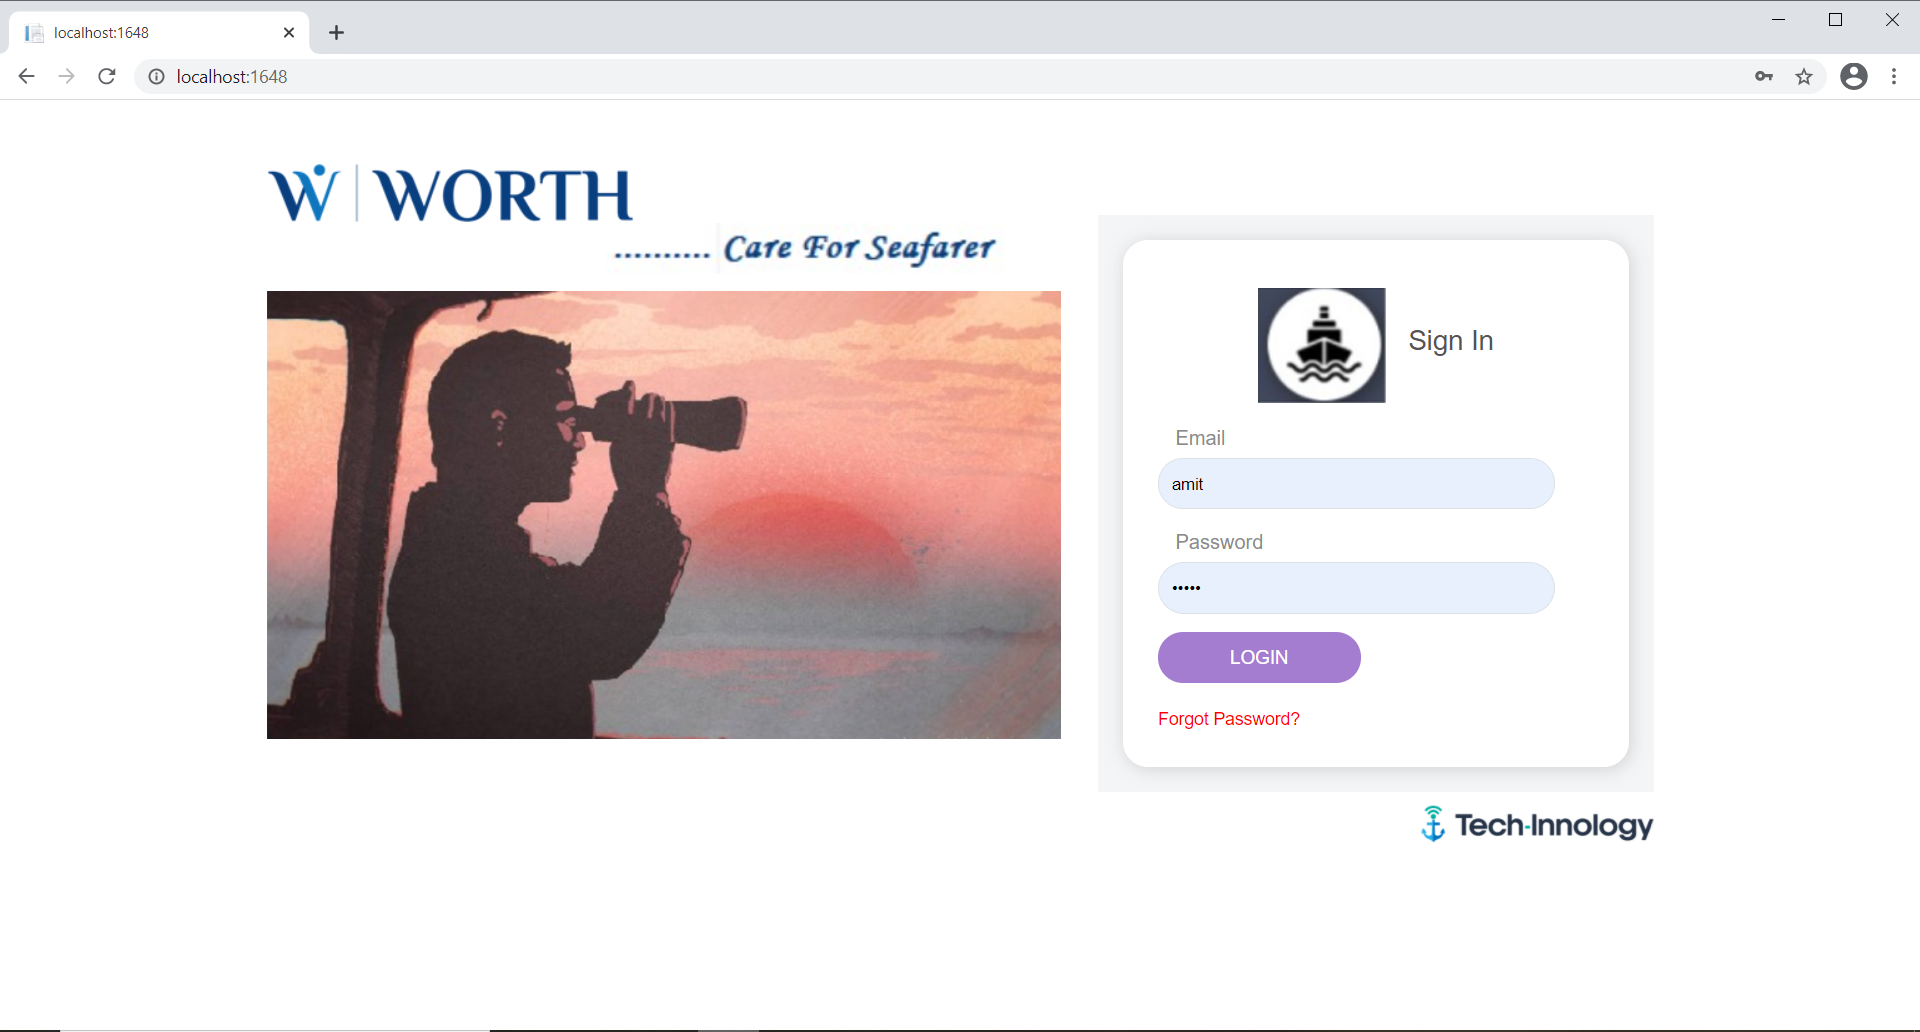 localhost:1648
localhost:1648
W WORTH
.......... Care For Seafarer
Sign In
Email
amit
Password
•••••
LOGIN
Forgot Password?
Tech-Innology